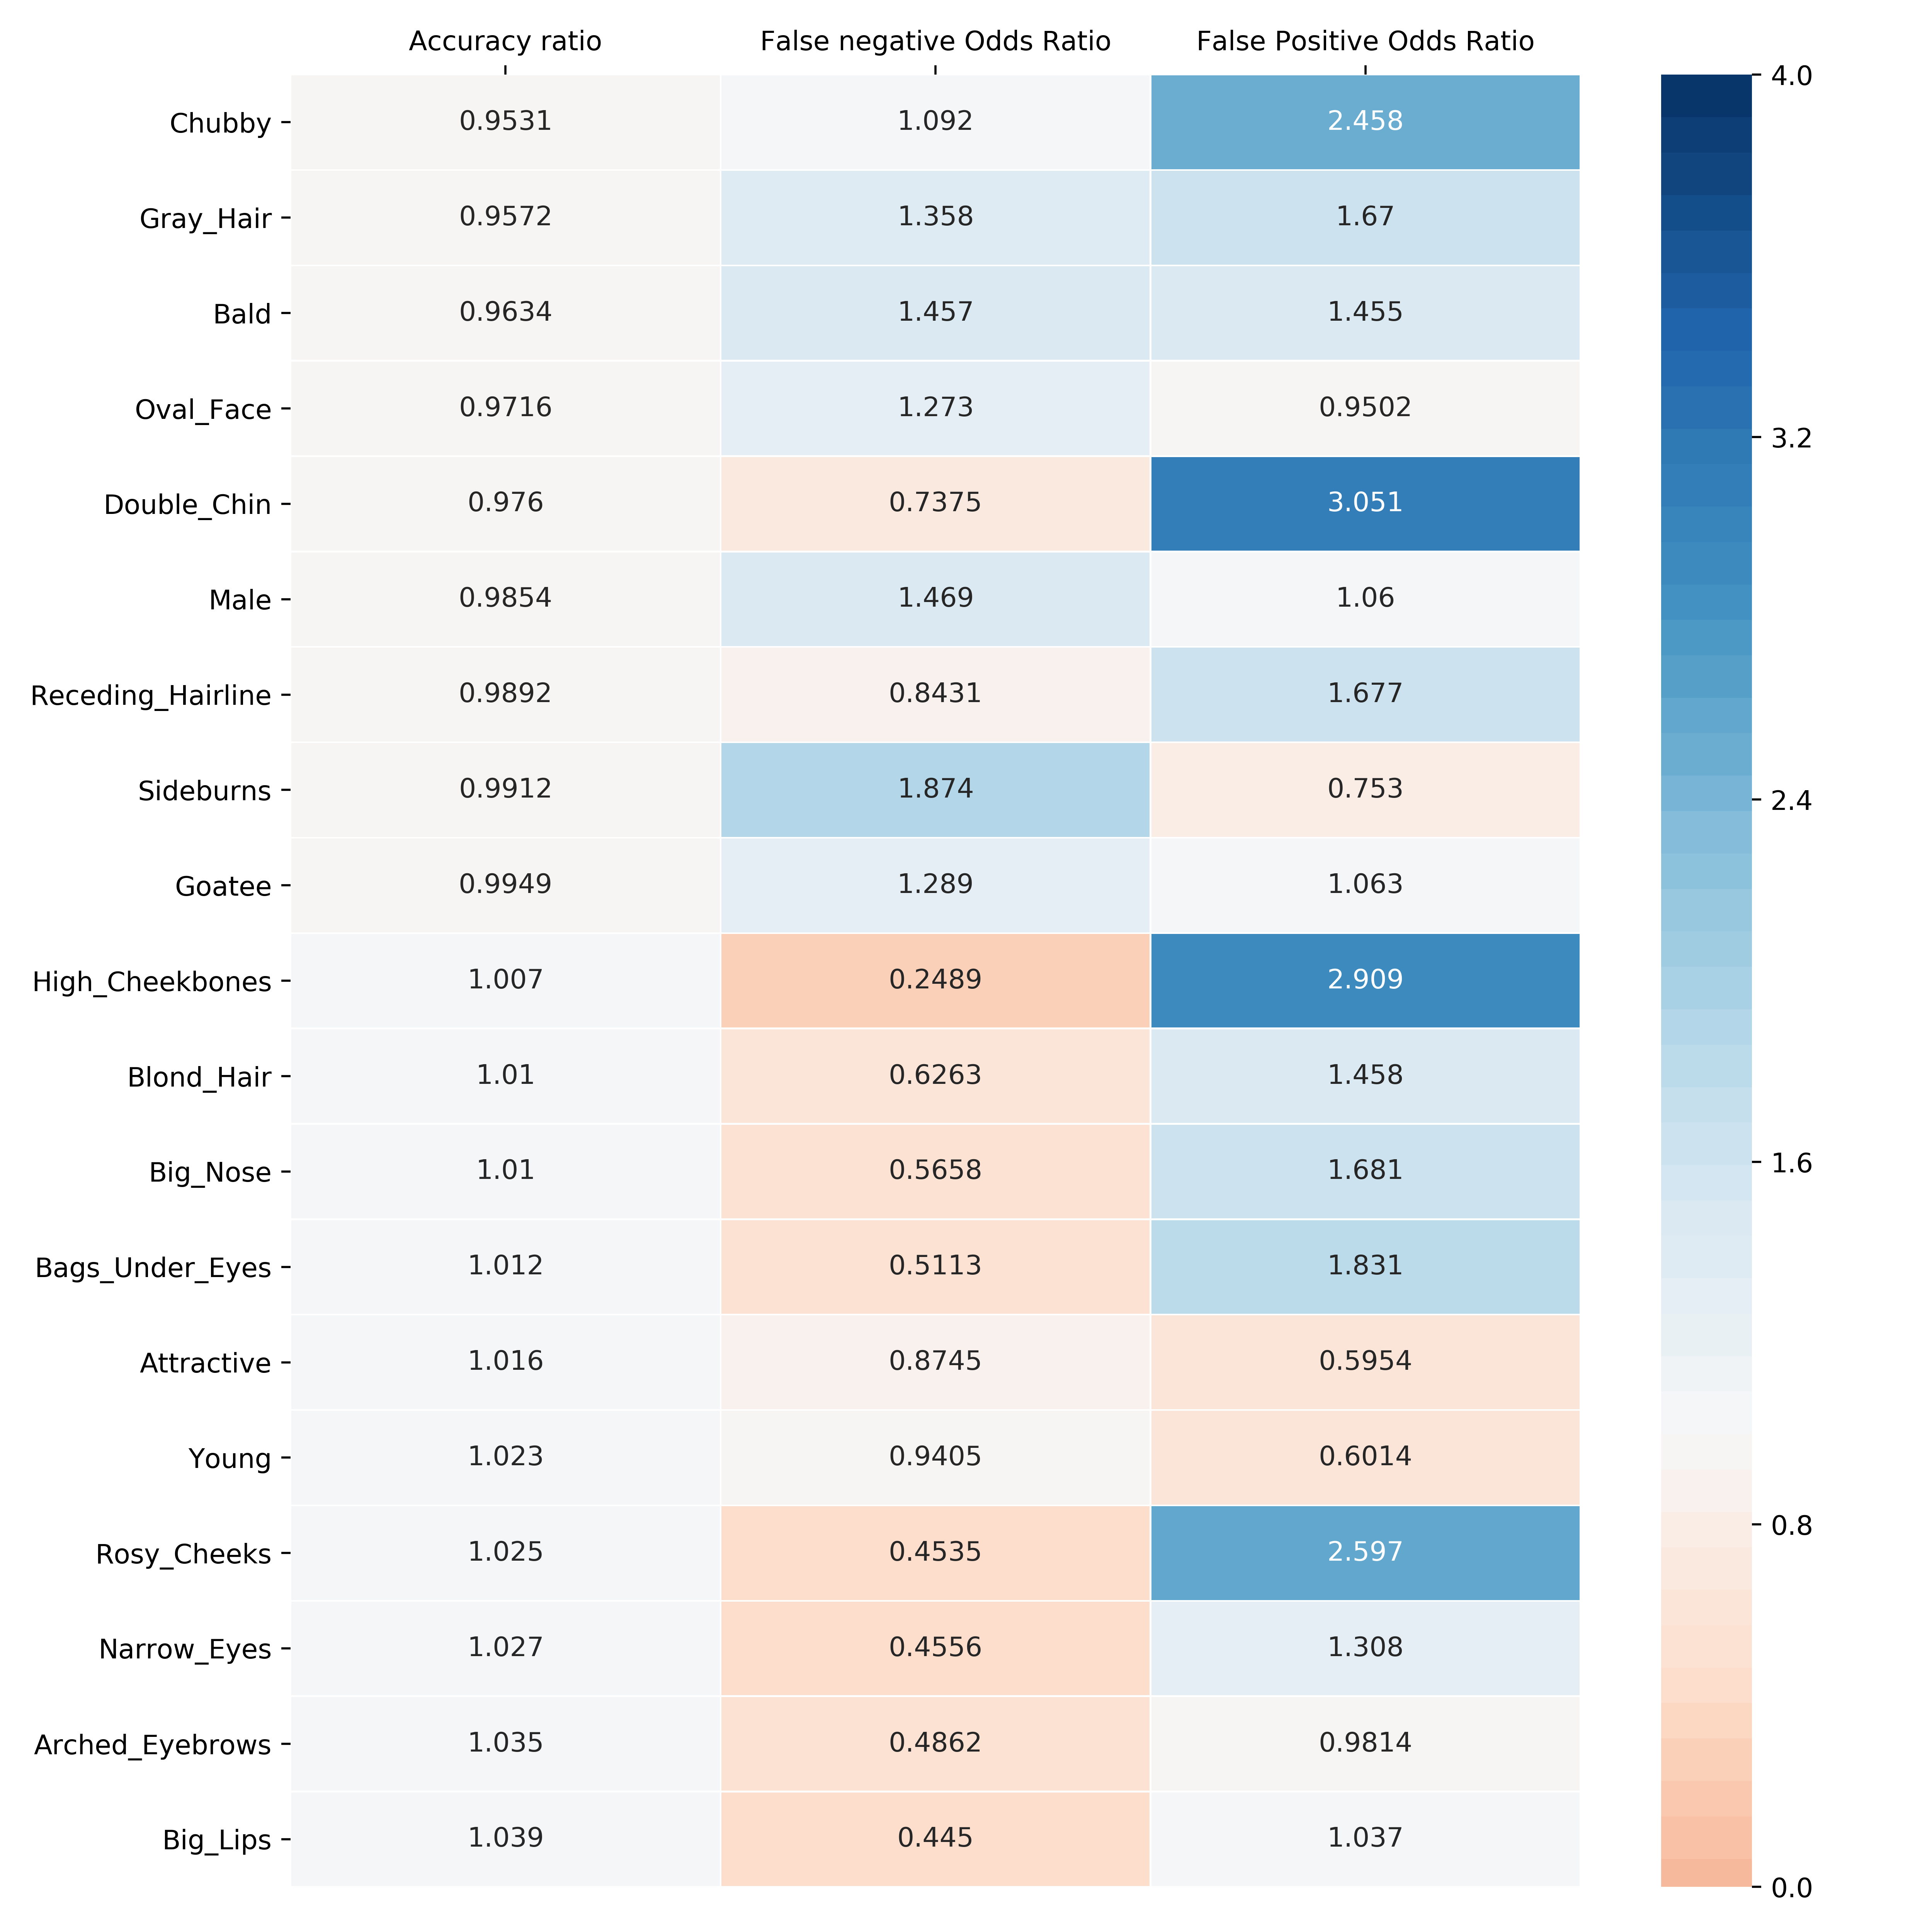 Accuracy ratio False negative Odds Ratio False Positive Odds Ratio
Chubby 0.9531 1.092 2.458
Gray_Hair 0.9572 1.358 1.67
Bald 0.9634 1.457 1.455
Oval_Face 0.9716 1.273 0.9502
Double_Chin 0.976 0.7375 3.051
Male 0.9854 1.469 1.06
Receding_Hairline 0.9892 0.8431 1.677
Sideburns 0.9912 1.874 0.753
Goatee 0.9949 1.289 1.063
High_Cheekbones 1.007 0.2489 2.909
Blond_Hair 1.01 0.6263 1.458
Big_Nose 1.01 0.5658 1.681
Bags_Under_Eyes 1.012 0.5113 1.831
Attractive 1.016 0.8745 0.5954
Young 1.023 0.9405 0.6014
Rosy_Cheeks 1.025 0.4535 2.597
Narrow_Eyes 1.027 0.4556 1.308
Arched_Eyebrows 1.035 0.4862 0.9814
Big_Lips 1.039 0.445 1.037
4.0
3.2
2.4
1.6
0.8
0.0